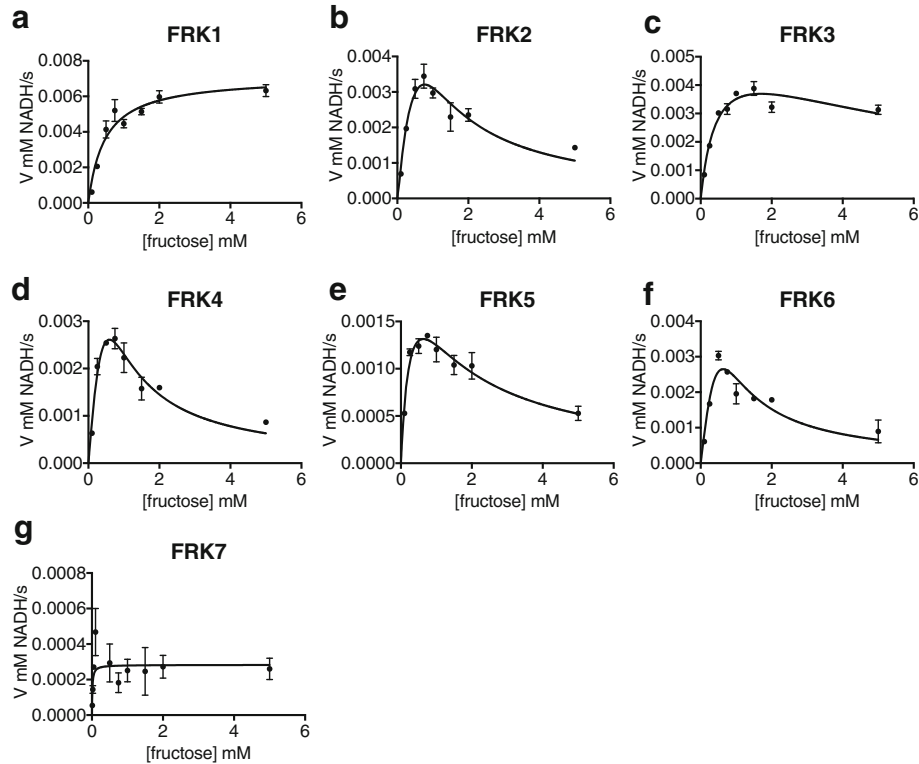 a
FRK1
V mM NADH/s
0.008
0.006
0.004
0.002
0.000
0 2 4 6
[fructose] mM
b
FRK2
0.004
0.003
0.002
0.001
0.000
V mM NADH/s
0 2 4 6
[fructose] mM
c
FRK3
V mM NADH/s
0.005
0.004
0.003
0.002
0.001
0.000
0 2 4 6
[fructose] mM
d
FRK4
V mM NADH/s
0.003
0.002
0.001
0.000
0 2 4 6
[fructose] mM
e
FRK5
V mM NADH/s
0.0015
0.0010
0.0005
0.0000
0 2 4 6
[fructose] mM
f
FRK6
V mM NADH/s
0.004
0.003
0.002
0.001
0.000
0 2 4 6
[fructose] mM
g
FRK7
V mM NADH/s
0.0008
0.0006
0.0004
0.0002
0.0000
0 2 4 6
[fructose] mM